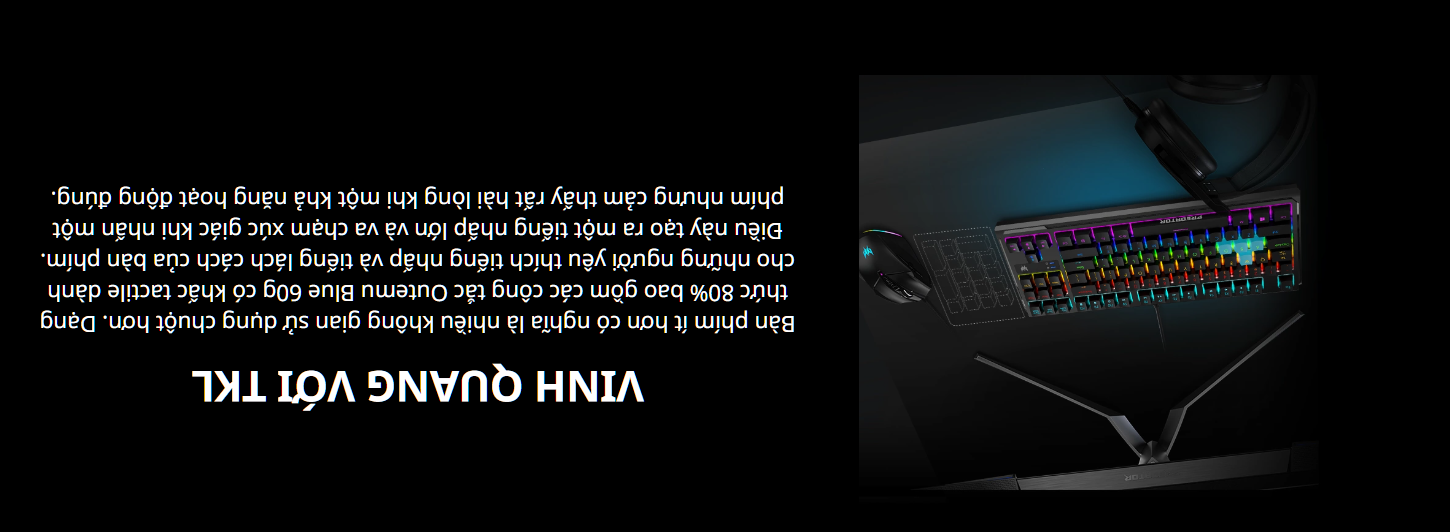 VINH QUANG VỚI TKL
Bàn phím ít hơn có nghĩa là nhiều không gian sử dụng chuột hơn. Dạng
thức 80% bao gồm các công tắc Outemu Blue 60g có khấc tactile dành
cho những người yêu thích tiếng nhấp và tiếng lách cách của bàn phím.
Điều này tạo ra một tiếng nhấp lớn và va chạm xúc giác khi nhấn một
phím nhưng cảm thấy rất hài lòng khi một khả năng hoạt động đúng.
PREDATOR